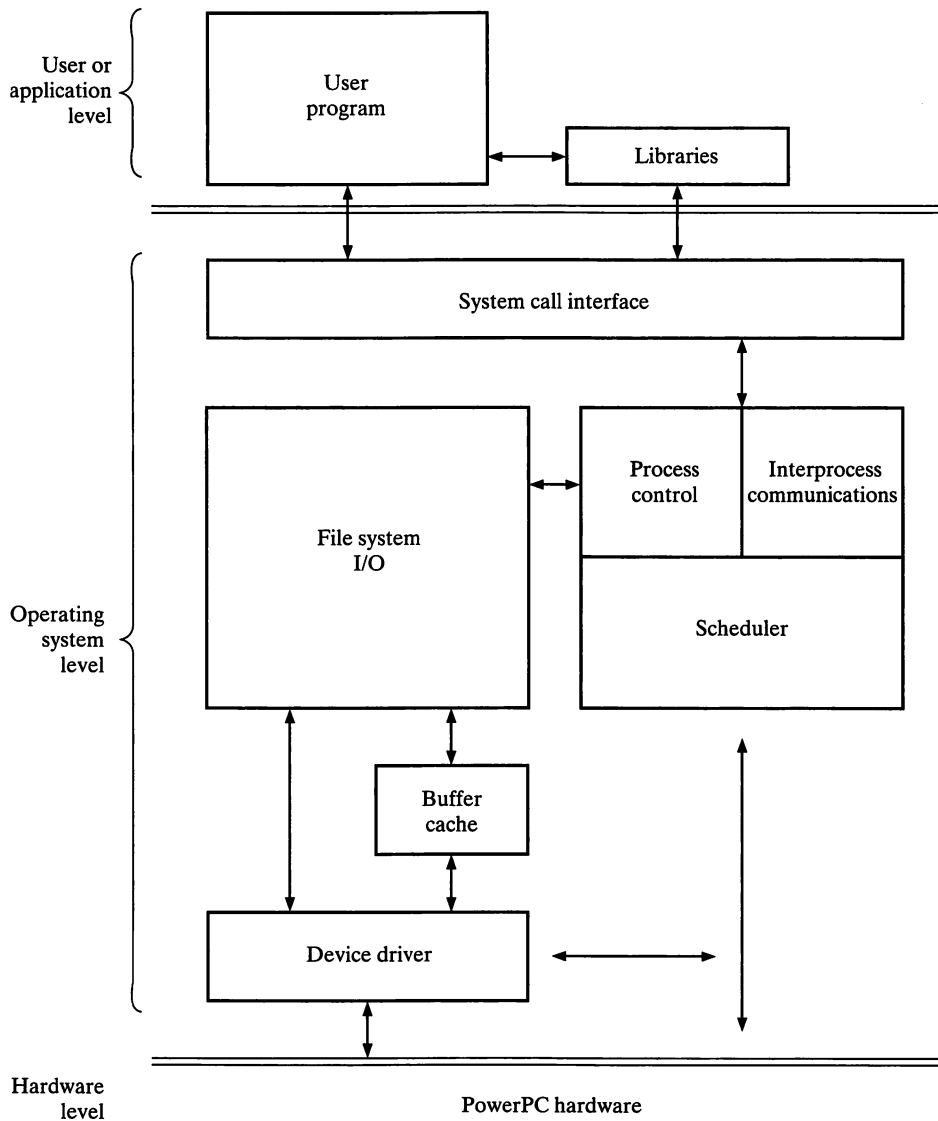 User or
application
level
User
program
Libraries
System call interface
File system
I/O
Process
control
Interprocess
communications
Scheduler
Operating
system
level
Buffer
cache
Device driver
Hardware
level
PowerPC hardware